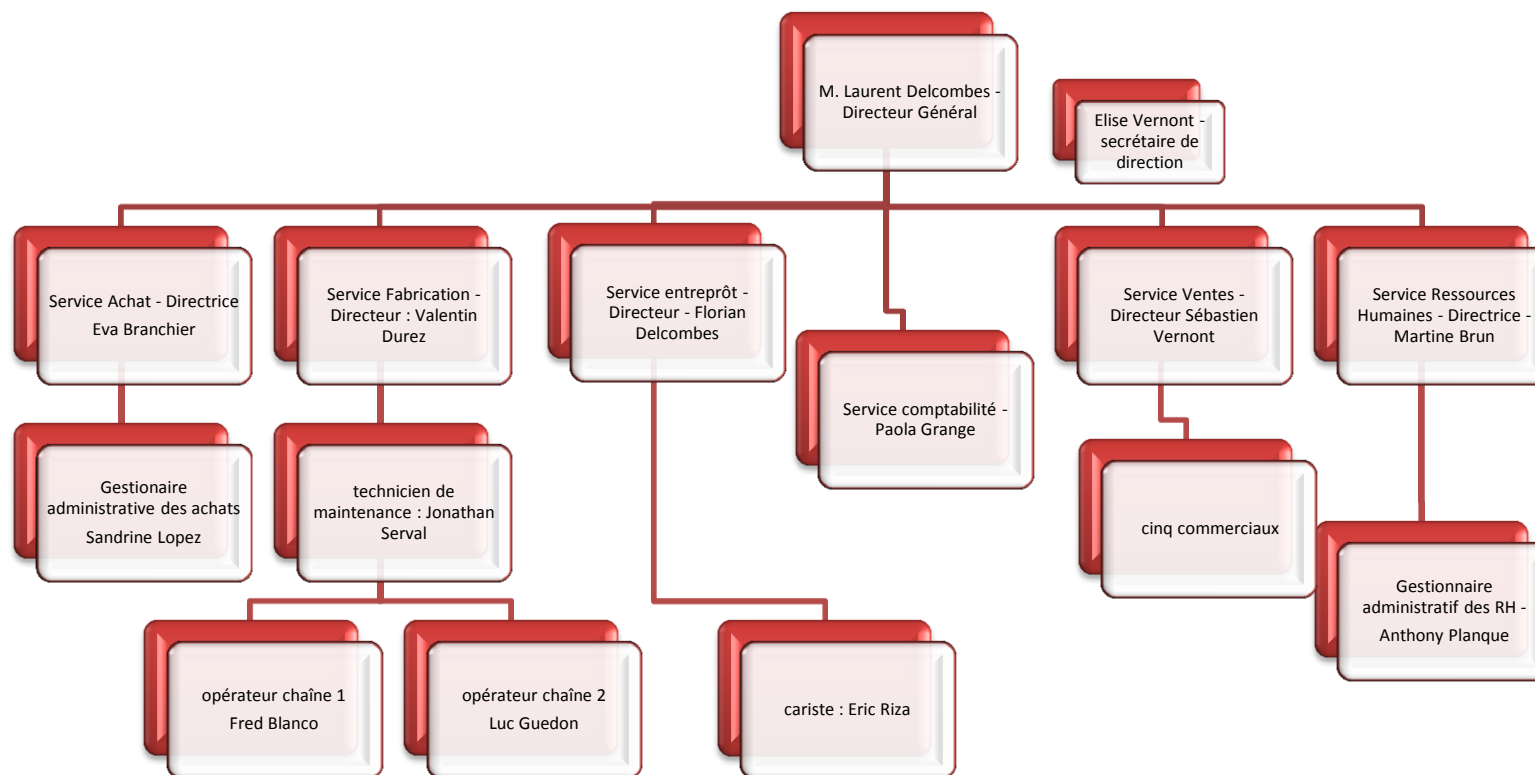 M. Laurent Delcombes -
Directeur Général
Elise Vernont -
secrétaire de
direction
Service Achat - Directrice
Eva Branchier
Service Fabrication -
Directeur : Valentin
Durez
Service entreprôt -
Directeur - Florian
Delcombes
Service comptabilité -
Paola Grange
Service Ventes -
Directeur Sébastien
Vernont
Service Ressources
Humaines - Directrice -
Martine Brun
Gestionaire
administrative des achats
Sandrine Lopez
technicien de
maintenance : Jonathan
Serval
cinq commerciaux
Gestionnaire
administratif des RH -
Anthony Planque
opérateur chaîne 1
Fred Blanco
opérateur chaîne 2
Luc Guedon
cariste : Eric Riza